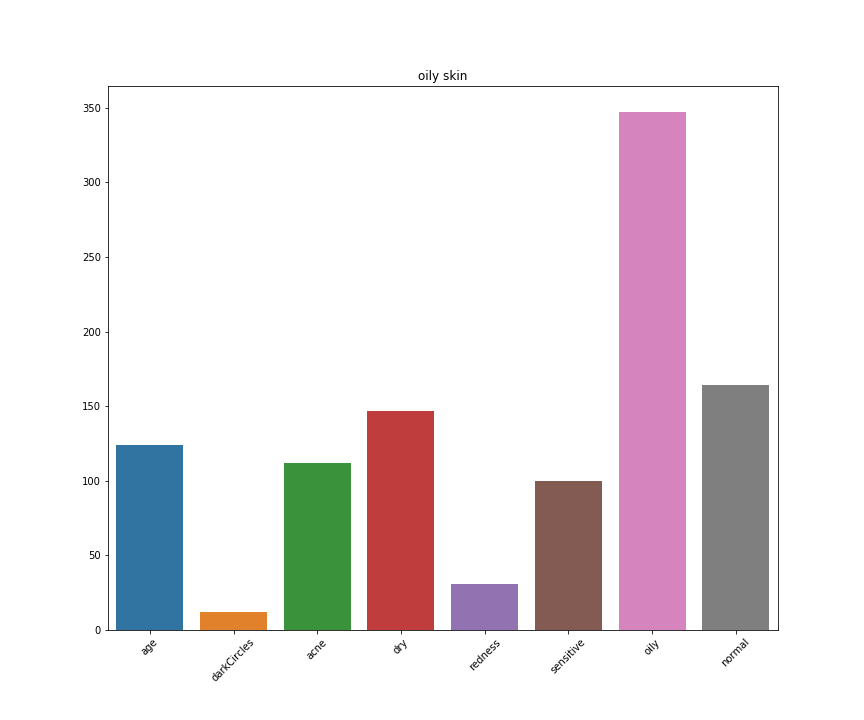 oily skin
350
300
250
200
150
100
50
0
age
darkCircles
acne
dry
redness
sensitive
oily
normal